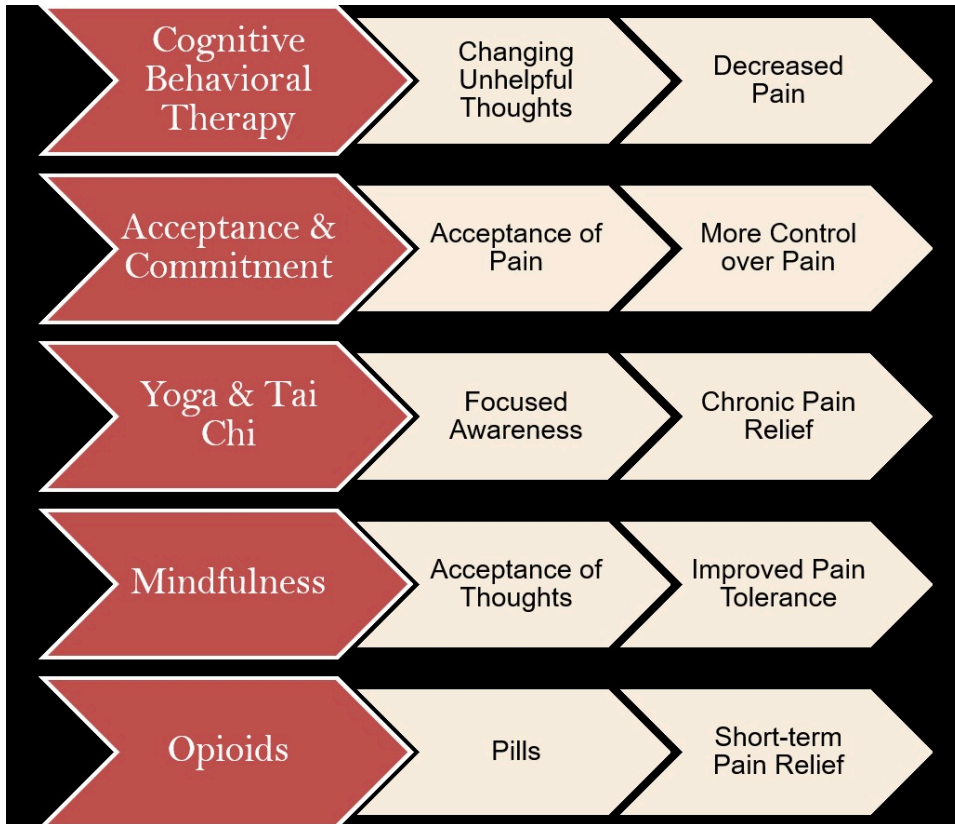 Cognitive
Behavioral
Therapy
Changing
Unhelpful
Thoughts
Decreased
Pain
Acceptance &
Commitment
Acceptance of
Pain
More Control
over Pain
Yoga & Tai
Chi
Focused
Awareness
Chronic Pain
Relief
Mindfulness
Acceptance of
Thoughts
Improved Pain
Tolerance
Opioids
Pills
Short-term
Pain Relief